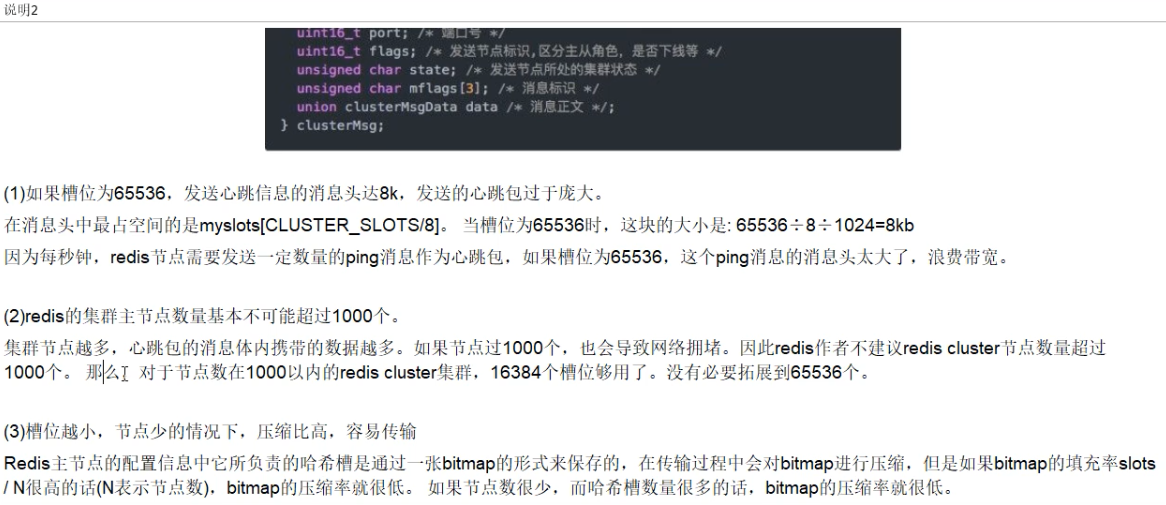 说明2
uint16_t port; /* 端口号 */
uint16_t flags; /* 发送节点标识,区分主从角色, 是否下线等 */
unsigned char state; /* 发送节点所处的集群状态 */
unsigned char mflags[3]; /* 消息标识 */
union clusterMsgData data /* 消息正文 */;
} clusterMsg;
(1)如果槽位为65536，发送心跳信息的消息头达8k，发送的心跳包过于庞大。
在消息头中最占空间的是myslots[CLUSTER_SLOTS/8]。 当槽位为65536时，这块的大小是: 65536÷8÷1024=8kb
因为每秒钟，redis节点需要发送一定数量的ping消息作为心跳包，如果槽位为65536，这个ping消息的消息头太大了，浪费带宽。
(2)redis的集群主节点数量基本不可能超过1000个。
集群节点越多，心跳包的消息体内携带的数据越多。如果节点过1000个，也会导致网络拥堵。因此redis作者不建议redis cluster节点数量超过
1000个。 那么，对于节点数在1000以内的redis cluster集群，16384个槽位够用了。没有必要拓展到65536个。
(3)槽位越小，节点少的情况下，压缩比高，容易传输
Redis主节点的配置信息中它所负责的哈希槽是通过一张bitmap的形式来保存的，在传输过程中会对bitmap进行压缩，但是如果bitmap的填充率slots
/ N很高的话(N表示节点数)，bitmap的压缩率就很低。 如果节点数很少，而哈希槽数量很多的话，bitmap的压缩率就很低。